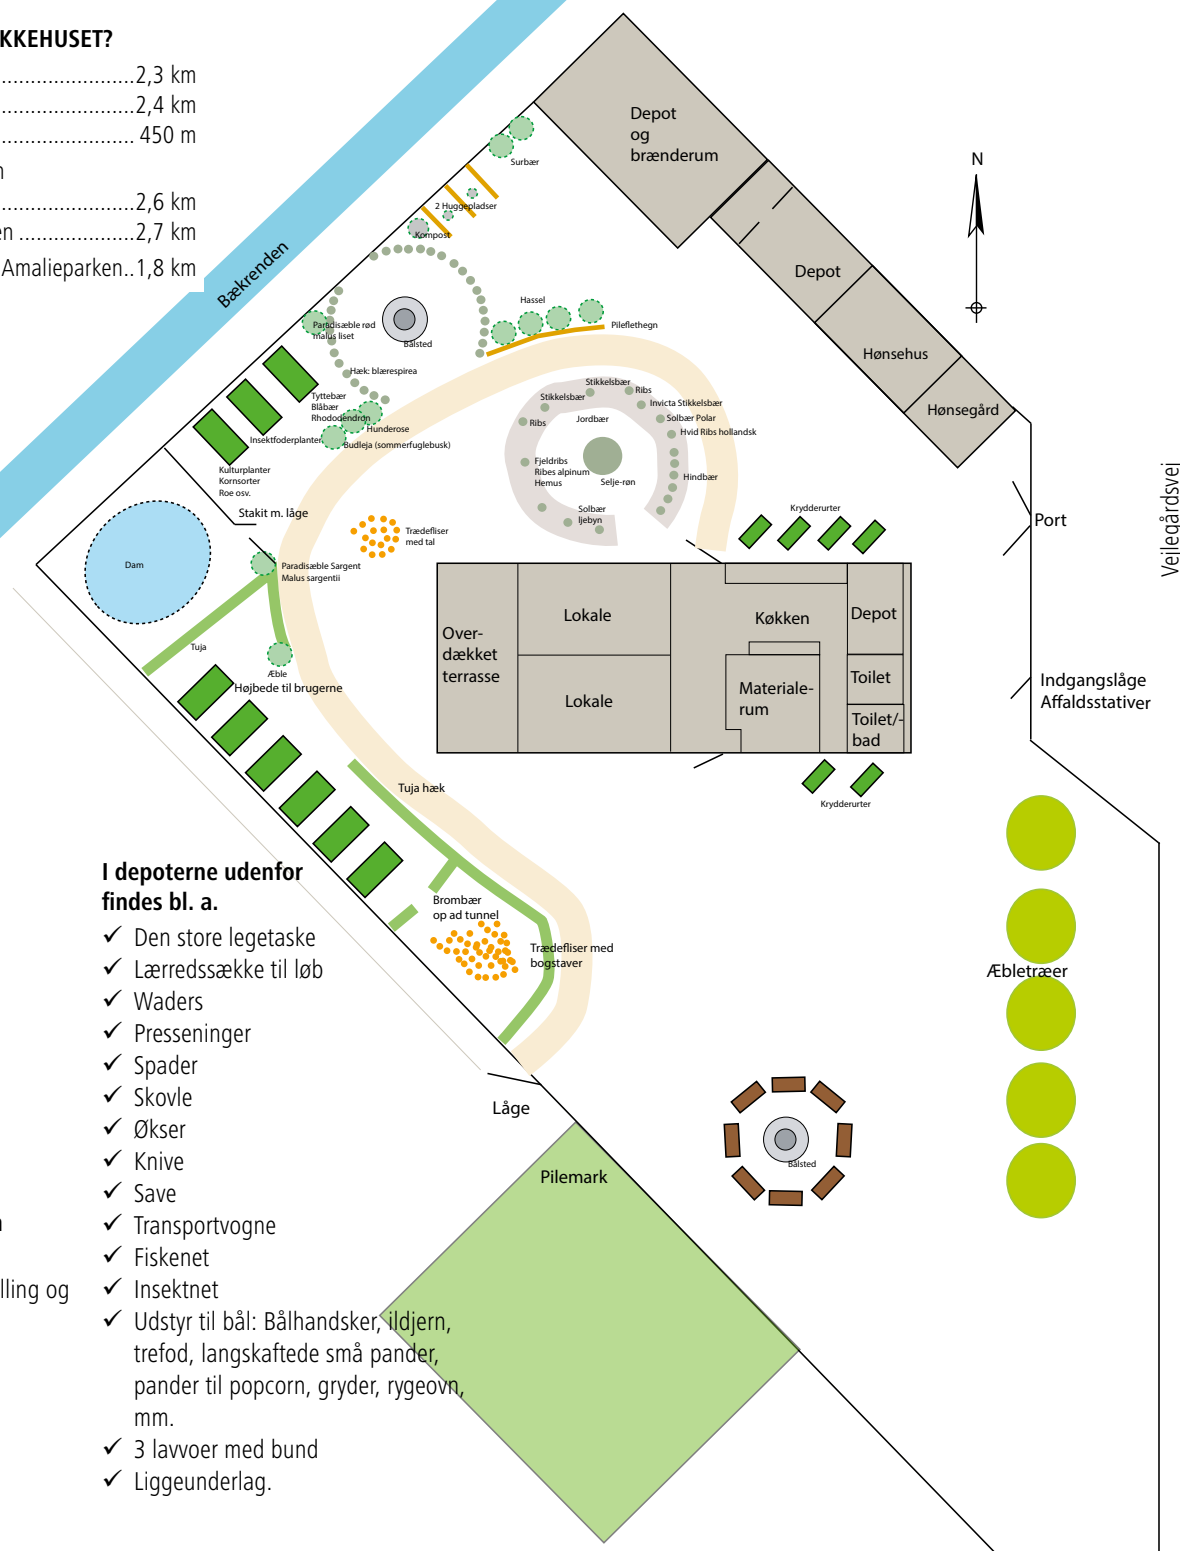 KKEHUSET?
........................2,3 km
........................2,4 km
........................ 450 m
n
........................2,6 km
en ......................2,7 km
Amalieparken..1,8 km
Bækrenden
Depot
og
brænderum
N
Surbær
2 Huggepladser
Kompost
Depot
Hassel
Pileflethegn
Paradisæble rød
malus liset
Bålsted
Hønsehus
Hæk: blærespirea
Hønsegård
Tyttebær
Blåbær
Rhododendron
Hunderose
Insektfoderplanter
Budleja (sommerfuglebusk)
Stikkelsbær
Ribs
Stikkelsbær
Invicta Stikkelsbær
Jordbær
Solbær Polar
Ribs
Hvid Ribs hollandsk
Fjeldribs
Ribes alpinum
Hemus
Selje-røn
Hindbær
Solbær
Ijebyn
Kulturplanter
Kornsorter
Roe osv.
Stakit m. låge
Krydderurter
Port
Vejlegårdsvej
Trædefliser
med tal
Dam
Paradisæble Sargent
Malus sargentii
Tuja
Æble
Højbede til brugerne
Over-
dækket
terrasse
Lokale
Lokale
Køkken
Depot
Materiale-
rum
Toilet
Toilet/-
bad
Indgangslåge
Affaldsstativer
Tuja hæk
Krydderurter
Brombær
op ad tunnel
Trædefliser med
bogstaver
Æbletræer
Låge
Pilemark
Bålsted
I depoterne udenfor
findes bl. a.
✓ Den store legetaske
✓ Lærredssække til løb
✓ Waders
✓ Presseninger
✓ Spader
✓ Skovle
✓ Økser
✓ Knive
✓ Save
✓ Transportvogne
✓ Fiskenet
✓ Insektnet
✓ Udstyr til bål: Bålhandsker, ildjern,
trefod, langskaftede små pander,
pander til popcorn, gryder, rygeovn,
mm.
✓ 3 lavvoer med bund
✓ Liggeunderlag.
lling og